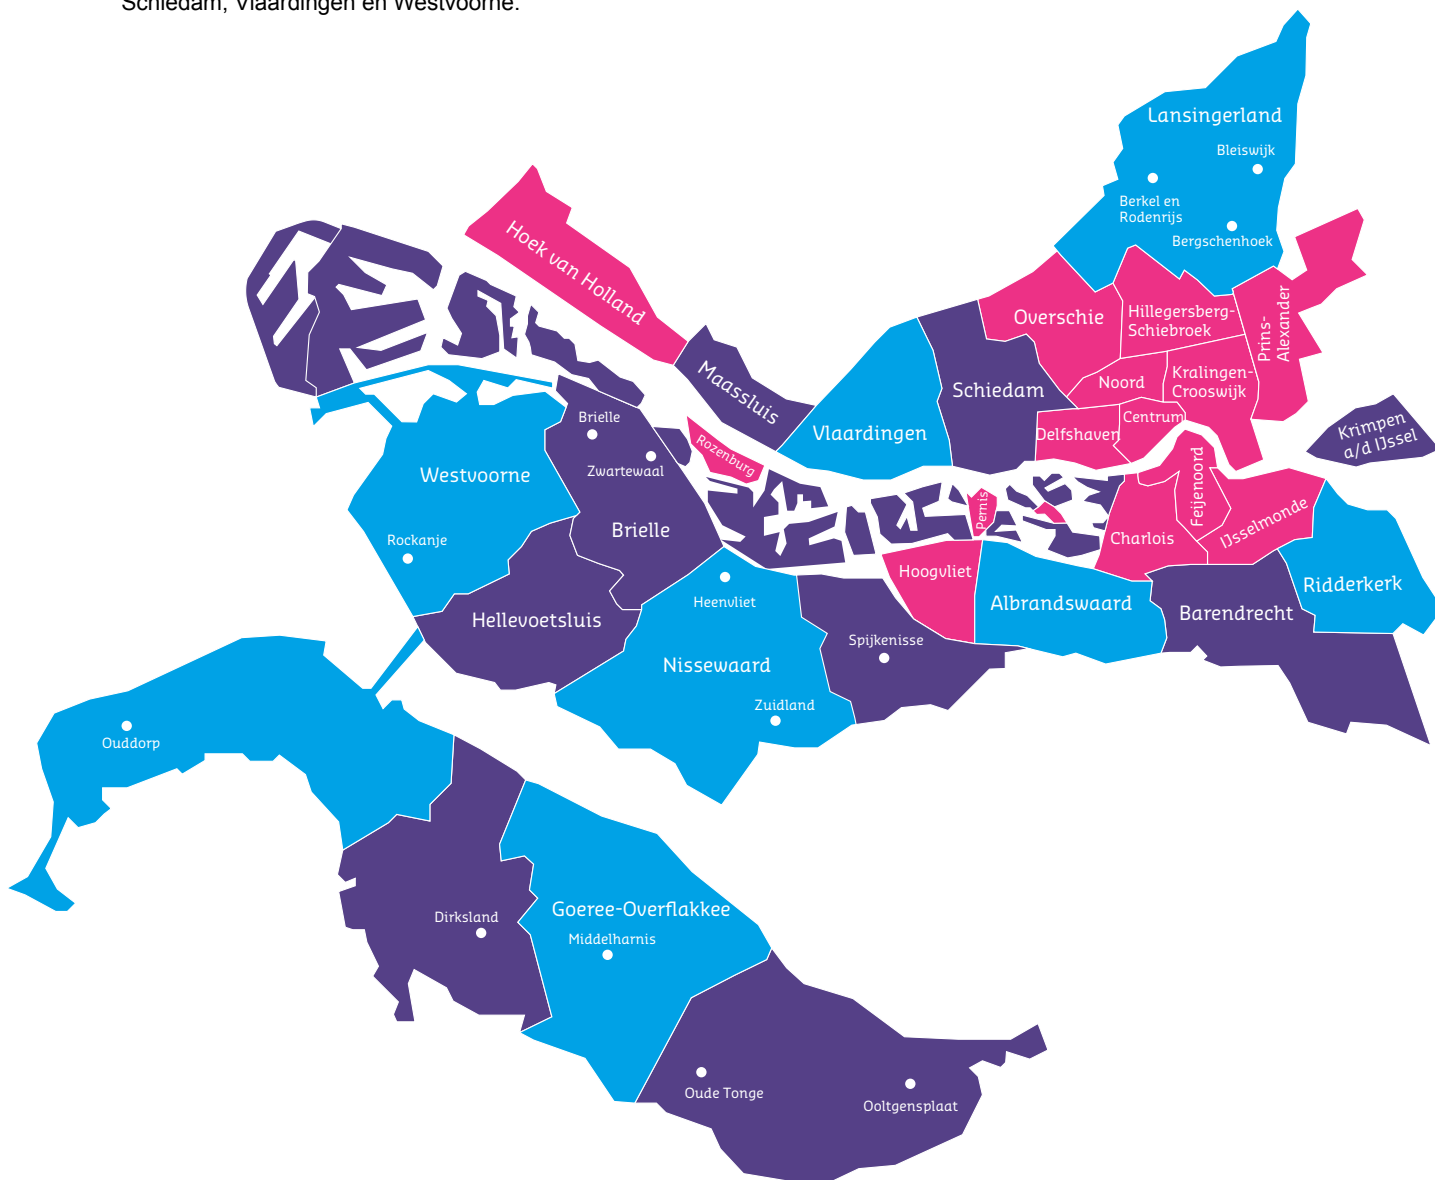 Schiedam, Vlaardingen en Westvoorne.
Lansingerland
Bleiswijk
Berkel en
Rodenrijs
Bergschenhoek
Hoek van Holland
Overschie
Hillegersberg-
Schiebroek
Prins-
Alexander
Maassluis
Schiedam
Noord
Kralingen-
Crooswijk
Vlaardingen
Delfshaven
Centrum
Krimpen
a/d IJssel
Brielle
Zwartewaal
Rozenburg
Westvoorne
Brielle
Rockanje
Pernis
Feijenoord
IJsselmonde
Charlois
Hoogvliet
Heenvliet
Albrandswaard
Ridderkerk
Barendrecht
Hellevoetsluis
Spijkenisse
Nissewaard
Zuidland
Ouddorp
Dirksland
Goeree-Overflakkee
Middelharnis
Oude Tonge
Ooltgensplaat